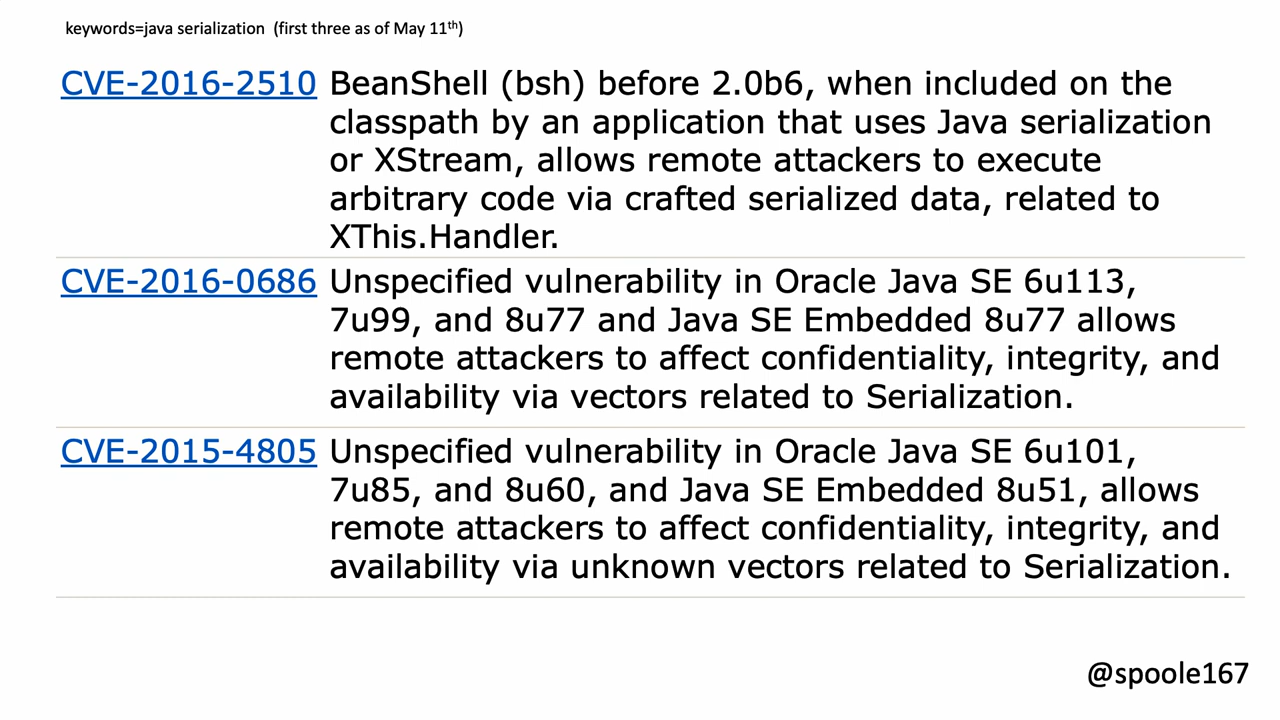 keywords=java serialization (first three as of May 11th)
CVE-2016-2510 BeanShell (bsh) before 2.0b6, when included on the
classpath by an application that uses Java serialization
or XStream, allows remote attackers to execute
arbitrary code via crafted serialized data, related to
XThis.Handler.
CVE-2016-0686 Unspecified vulnerability in Oracle Java SE 6u113,
7u99, and 8u77 and Java SE Embedded 8u77 allows
remote attackers to affect confidentiality, integrity, and
availability via vectors related to Serialization.
CVE-2015-4805 Unspecified vulnerability in Oracle Java SE 6u101,
7u85, and 8u60, and Java SE Embedded 8u51, allows
remote attackers to affect confidentiality, integrity, and
availability via unknown vectors related to Serialization.
@spoole167